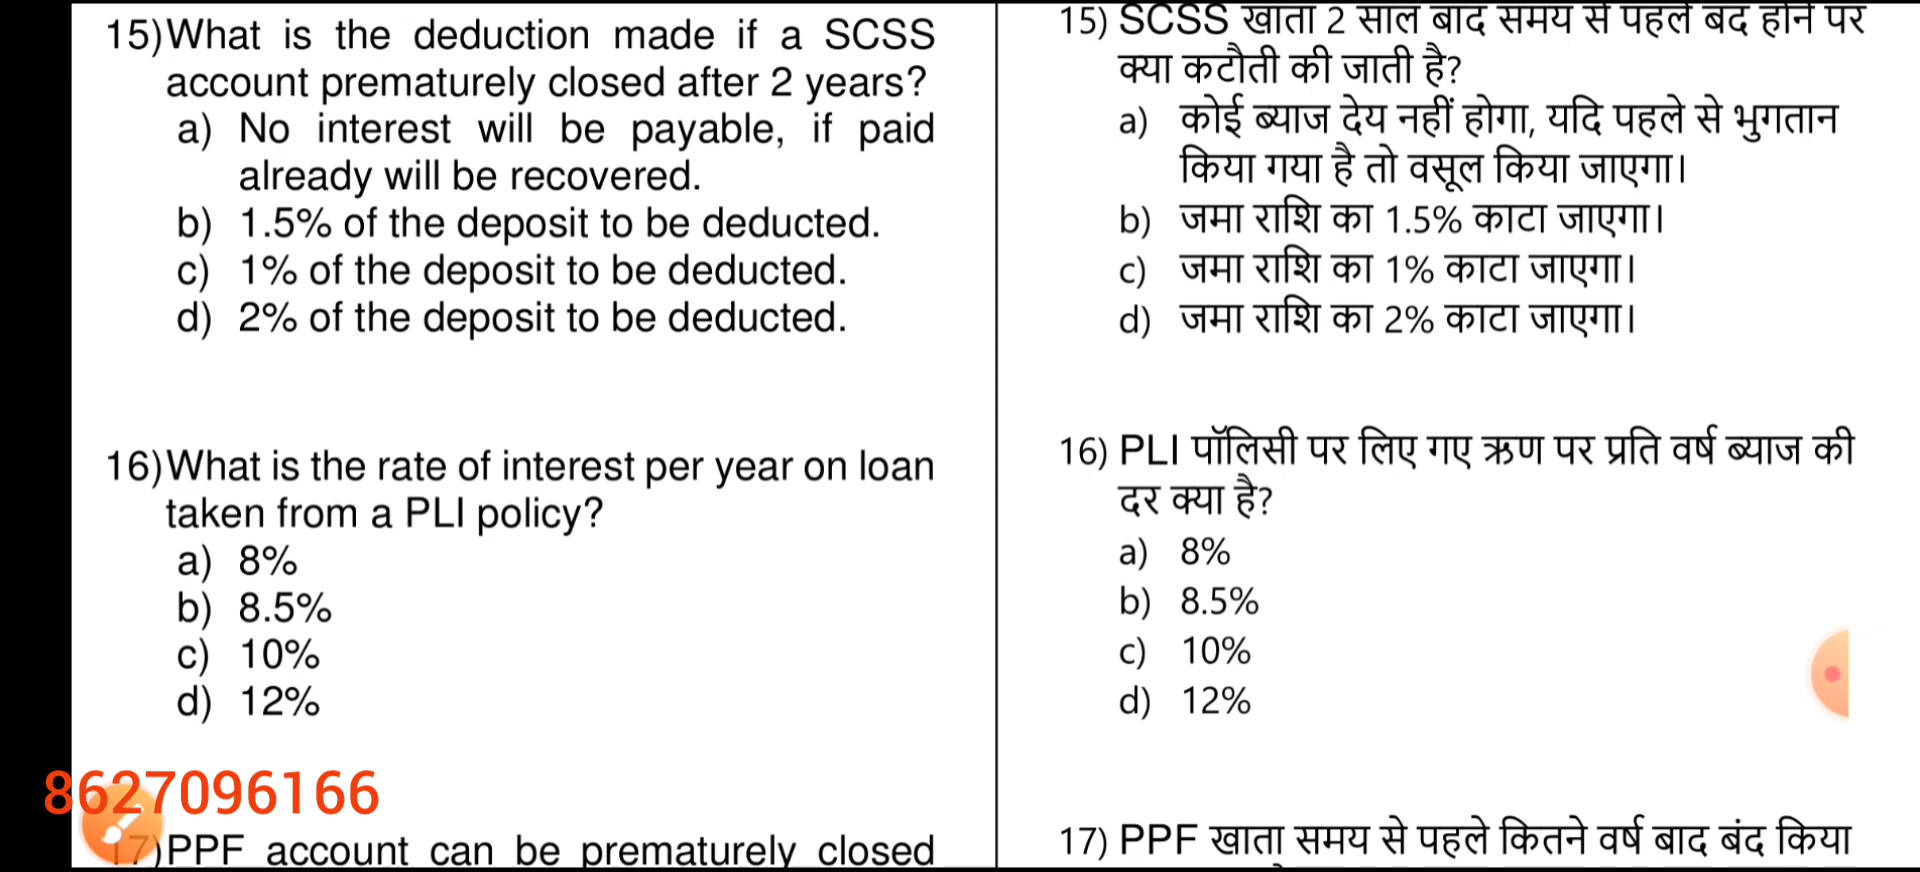 15)What is the deduction made if a SCSS
account prematurely closed after 2 years?
a) No interest will be payable, if paid
already will be recovered.
b) 1.5% of the deposit to be deducted.
c) 1% of the deposit to be deducted.
d) 2% of the deposit to be deducted.
16)What is the rate of interest per year on loan
taken from a PLI policy?
a) 8%
b) 8.5%
c) 10%
d) 12%
8627096166
17)PPF account can be prematurely closed
15) SCSS खाता 2 साल बाद समय से पहले बंद होने पर
क्या कटौती की जाती है?
a) कोई ब्याज देय नहीं होगा, यदि पहले से भुगतान
किया गया है तो वसूल किया जाएगा।
b) जमा राशि का 1.5% काटा जाएगा।
c) जमा राशि का 1% काटा जाएगा।
d) जमा राशि का 2% काटा जाएगा।
16) PLI पॉलिसी पर लिए गए ऋण पर प्रति वर्ष ब्याज की
दर क्या है?
a) 8%
b) 8.5%
c) 10%
d) 12%
17) PPF खाता समय से पहले कितने वर्ष बाद बंद किया